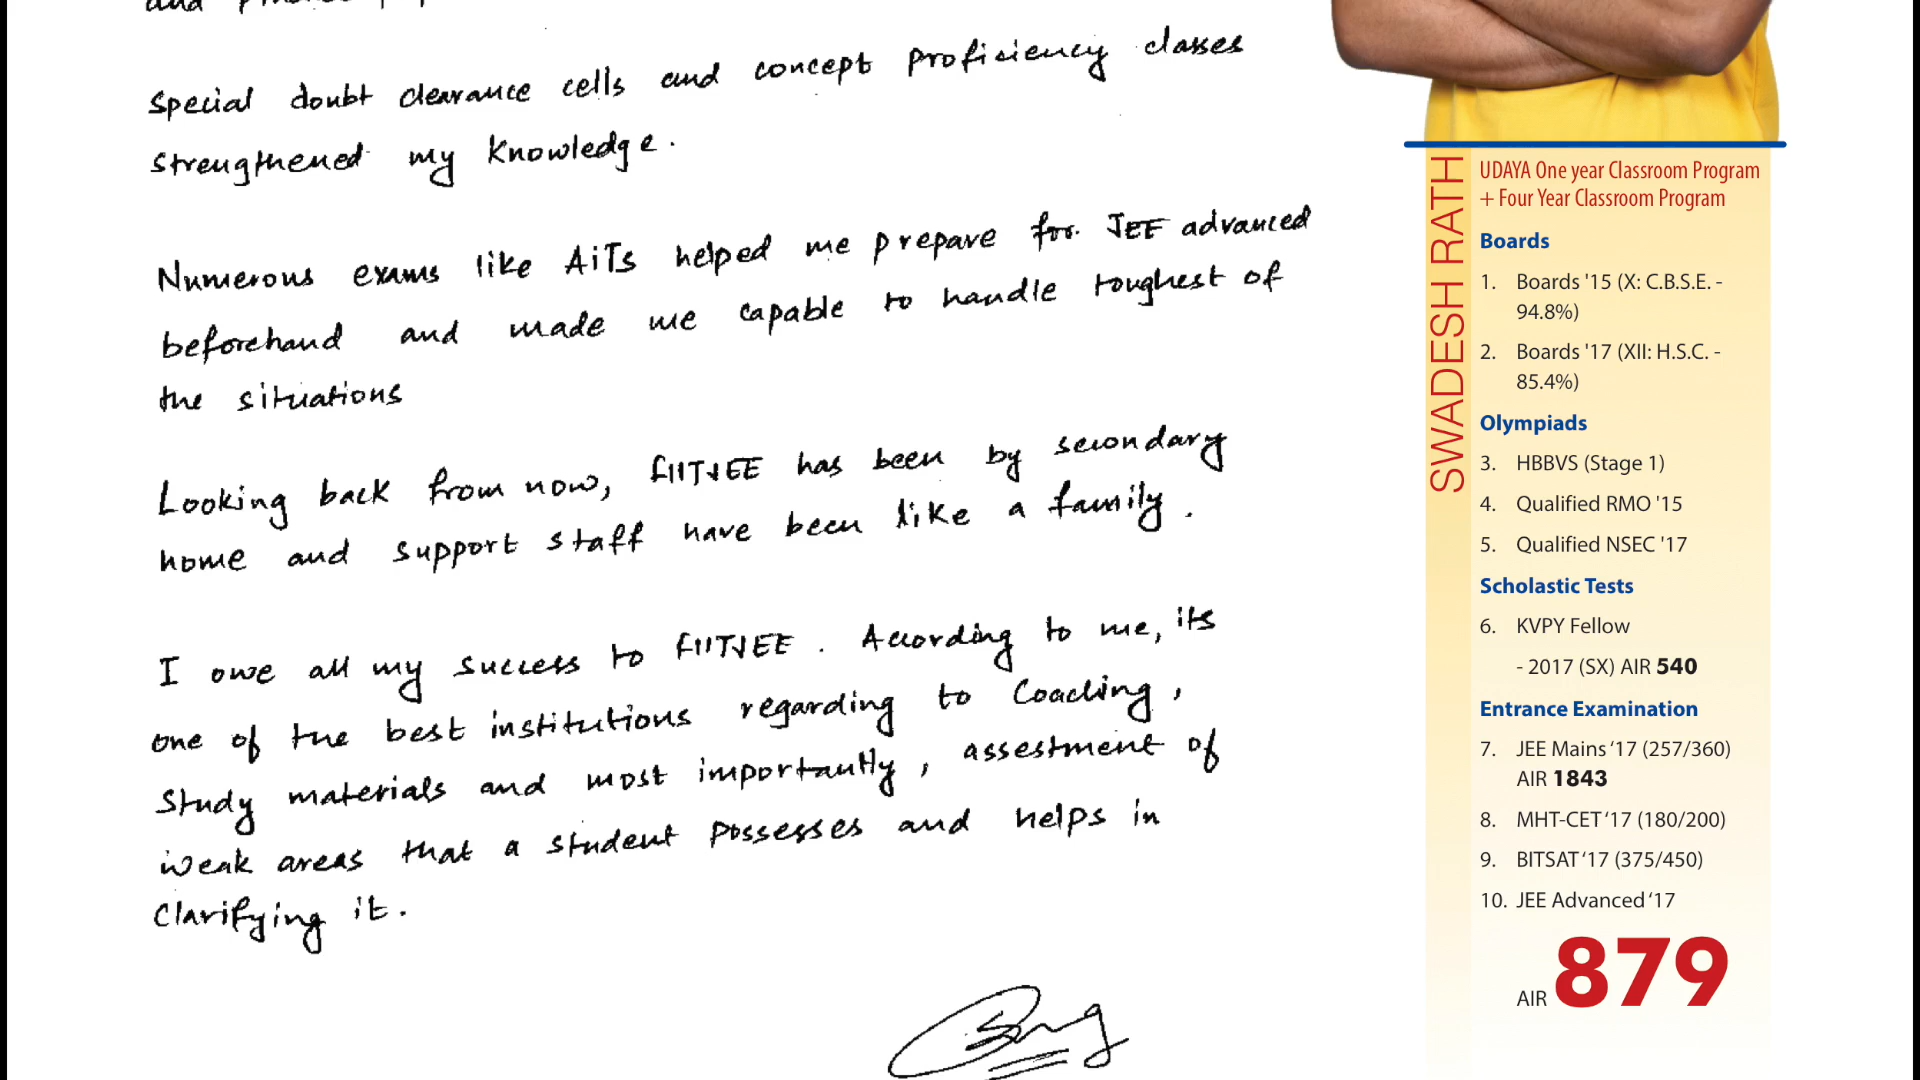 and
Special doubt clearance cells and concept proficiency classes
strengthened my knowledge.
Numerous exams like AiTs helped me prepare for JEE advanced
beforehand and made me capable to handle toughest of
the situations
Looking back from now, FIITJEE has been by secondary
home and support staff have been like a family.
I owe all my success to FIITJEE. According to me, its
one of the best institutions regarding to Coaching,
Study materials and most importantly, assestment of
weak areas that a student possesses and helps in
Clarifying it.
SWADESH RATH
UDAYA One year Classroom Program
+ Four Year Classroom Program
Boards
1. Boards '15 (X: C.B.S.E. -
94.8%)
2. Boards '17 (XII: H.S.C. -
85.4%)
Olympiads
3. HBBVS (Stage 1)
4. Qualified RMO '15
5. Qualified NSEC '17
Scholastic Tests
6. KVPY Fellow
- 2017 (SX) AIR 540
Entrance Examination
7. JEE Mains ‘17 (257/360)
AIR 1843
8. MHT-CET ‘17 (180/200)
9. BITSAT ‘17 (375/450)
10. JEE Advanced ‘17
AIR 879